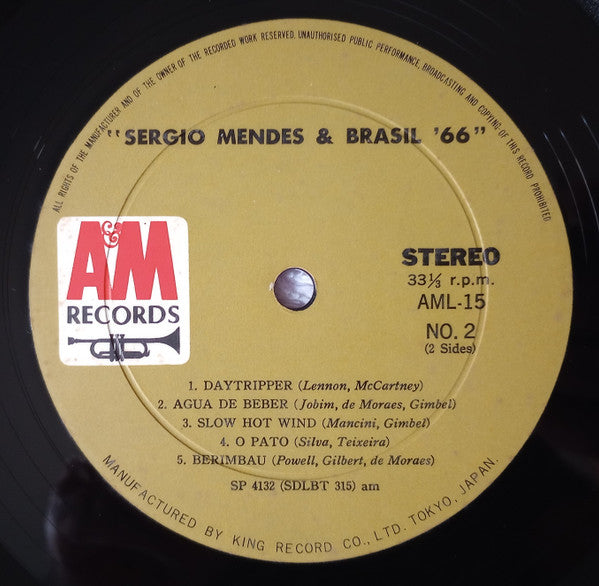 ALL RIGHTS OF THE MANUFACTURER AND OF THE OWNER OF THE RECORDED WORK RESERVED. UNAUTHORISED PUBLIC PERFORMANCE, BROADCASTING AND COPYING OF THIS RECORD PROHIBITED
"SERGIO MENDES & BRASIL '66"
A&M
RECORDS
STEREO
33⅓ r.p.m.
AML-15
NO. 2
(2 Sides)
1. DAYTRIPPER (Lennon, McCartney)
2. AGUA DE BEBER (Jobim, de Moraes, Gimbel)
3. SLOW HOT WIND (Mancini, Gimbel)
4. O PATO (Silva, Teixeira)
5. BERIMBAU (Powell, Gilbert, de Moraes)
SP 4132 (SDLBT 315) am
MANUFACTURED BY KING RECORD CO., LTD. TOKYO, JAPAN.